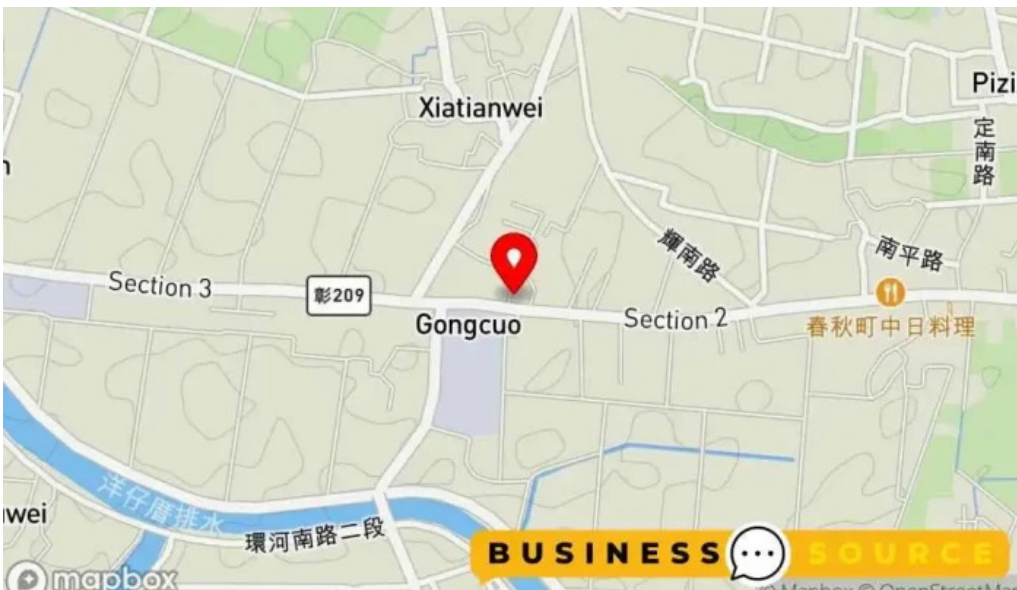 Xiatianwei
Pizi
定南路
輝南路
南平路
Section 3
彰209
Gongcuo
Section 2
春秋町中日料理
洋仔厝排水
wei
環河南路二段
BUSINESS SOURCE
mapbox
© Mapbox © OpenStreetMap